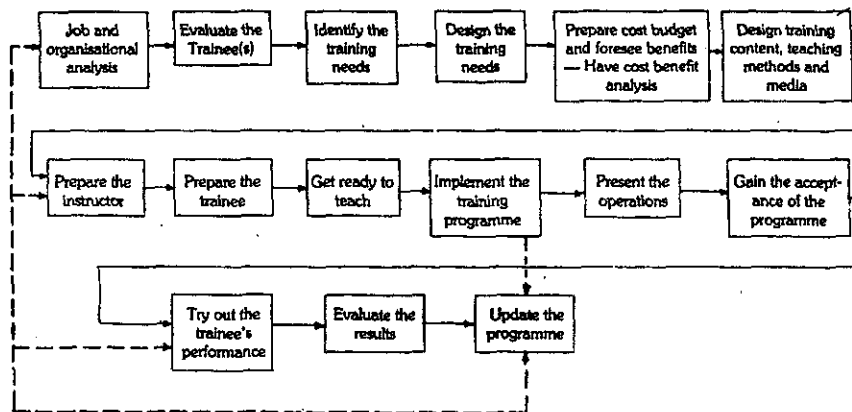 Job and
organisational
analysis
Evaluate the
Trainee(s)
Identify the
training
needs
Design the
training
needs
Prepare cost budget
and foresee benefits
— Have cost benefit
analysis
Design training
content, teaching
methods and
media
Prepare the
instructor
Prepare the
trainee
Get ready to
teach
Implement the
training
programme
Present the
operations
Gain the accept-
ance of the
programme
Try out the
trainee's
performance
Evaluate the
results
Update the
programme